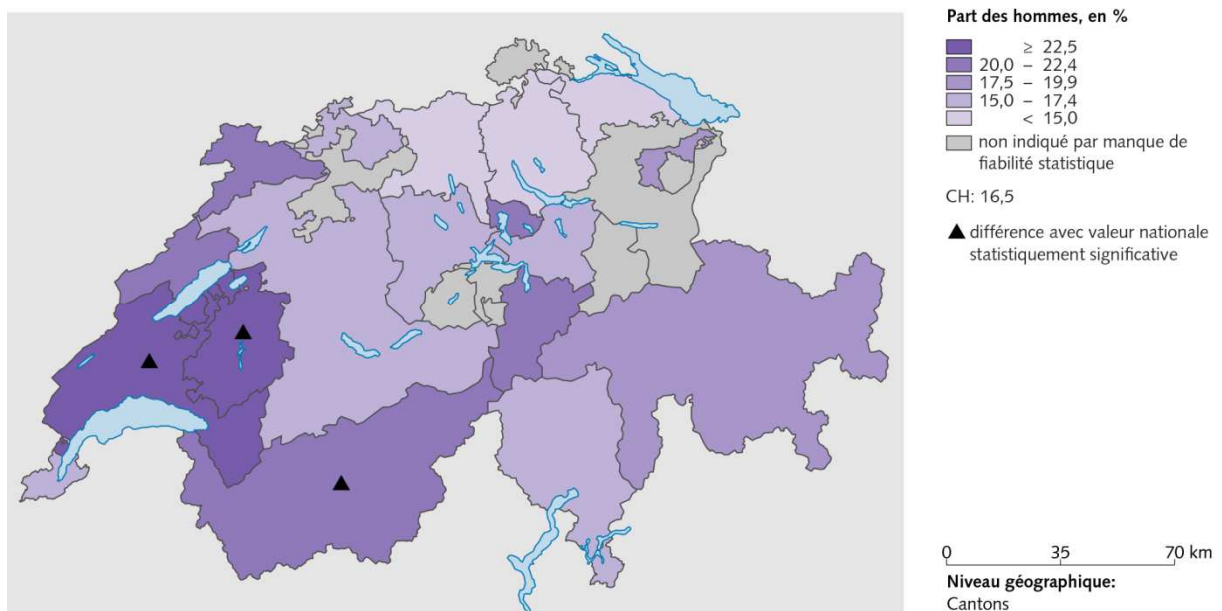 Part des hommes, en %
≥ 22,5
20,0 – 22,4
17,5 – 19,9
15,0 – 17,4
< 15,0
non indiqué par manque de
fiabilité statistique
CH: 16,5
▲ différence avec valeur nationale
statistiquement significative
0 35 70 km
Niveau géographique:
Cantons